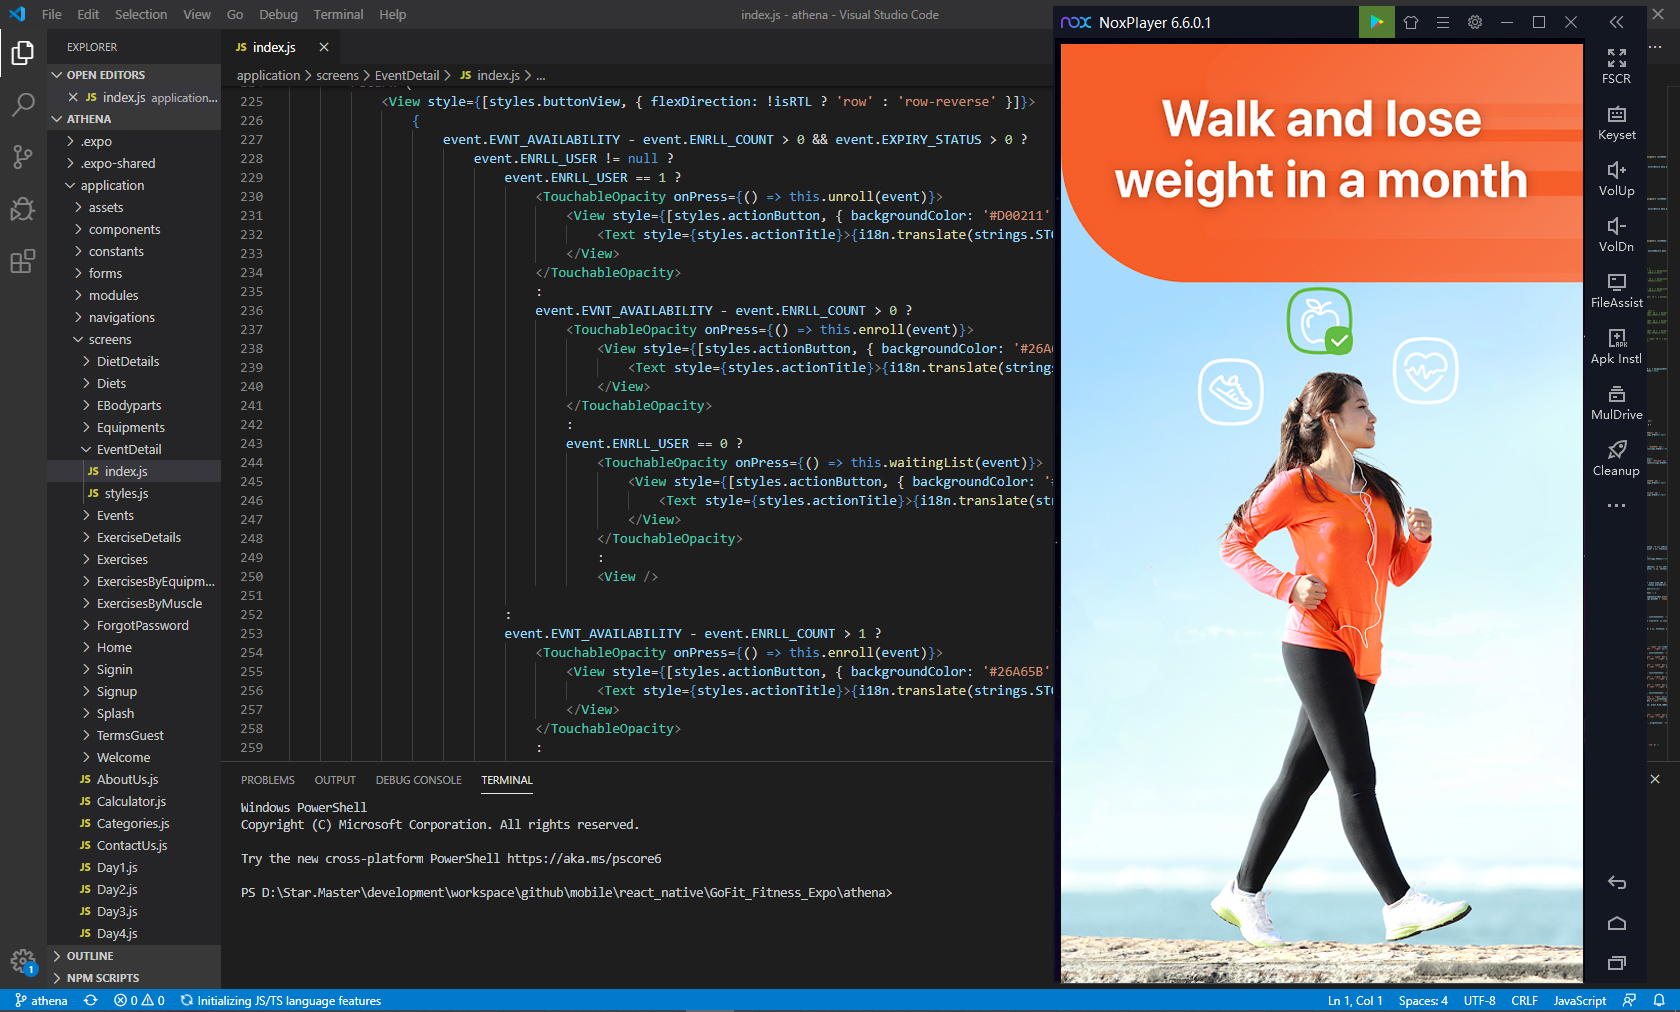 File Edit Selection View Go Debug Terminal Help
index.js - athena - Visual Studio Code
EXPLORER
OPEN EDITORS
JS index.js application...
ATHENA
.expo
.expo-shared
application
assets
components
constants
forms
modules
navigations
screens
DietDetails
Diets
EBodyparts
Equipments
EventDetail
JS index.js
JS styles.js
Events
ExerciseDetails
Exercises
ExercisesByEquipm...
ExercisesByMuscle
ForgotPassword
Home
Signin
Signup
Splash
TermsGuest
Welcome
JS AboutUs.js
JS Calculator.js
JS Categories.js
JS ContactUs.js
JS Day1.js
JS Day2.js
JS Day3.js
JS Day4.js
OUTLINE
NPM SCRIPTS
1
JS index.js
application > screens > EventDetail > JS index.js > ...
225 <View style={[styles.buttonView, { flexDirection: !isRTL ? 'row' : 'row-reverse' }]}>
226 {
227 event.EVNT_AVAILABILITY - event.ENRLL_COUNT > 0 && event.EXPIRY_STATUS > 0 ?
228 event.ENRLL_USER != null ?
229 event.ENRLL_USER == 1 ?
230 <TouchableOpacity onPress={() => this.unroll(event)}>
231 <View style={[styles.actionButton, { backgroundColor: '#D00211'
232 <Text style={styles.actionTitle}>{i18n.translate(strings.ST
233 </View>
234 </TouchableOpacity>
235 :
236 event.EVNT_AVAILABILITY - event.ENRLL_COUNT > 0 ?
237 <TouchableOpacity onPress={() => this.enroll(event)}>
238 <View style={[styles.actionButton, { backgroundColor: '#26A
239 <Text style={styles.actionTitle}>{i18n.translate(strings
240 </View>
241 </TouchableOpacity>
242 :
243 event.ENRLL_USER == 0 ?
244 <TouchableOpacity onPress={() => this.waitingList(event)}>
245 <View style={[styles.actionButton, { backgroundColor: '
246 <Text style={styles.actionTitle}>{i18n.translate(str
247 </View>
248 </TouchableOpacity>
249 :
250 <View />
251
252 :
253 event.EVNT_AVAILABILITY - event.ENRLL_COUNT > 1 ?
254 <TouchableOpacity onPress={() => this.enroll(event)}>
255 <View style={[styles.actionButton, { backgroundColor: '#26A65B'
256 <Text style={styles.actionTitle}>{i18n.translate(strings.ST
257 </View>
258 </TouchableOpacity>
259 :
PROBLEMS OUTPUT DEBUG CONSOLE TERMINAL
Windows PowerShell
Copyright (C) Microsoft Corporation. All rights reserved.
Try the new cross-platform PowerShell https://aka.ms/pscore6
PS D:\Star.Master\development\workspace\github\mobile\react_native\GoFit_Fitness_Expo\athena>
nox NoxPlayer 6.6.0.1
Walk and lose
weight in a month
FSCR
Keyset
VolUp
VolDn
FileAssist
Apk Instl
MulDrive
Cleanup
athena 0 0 Initializing JS/TS language features
Ln 1, Col 1 Spaces: 4 UTF-8 CRLF JavaScript